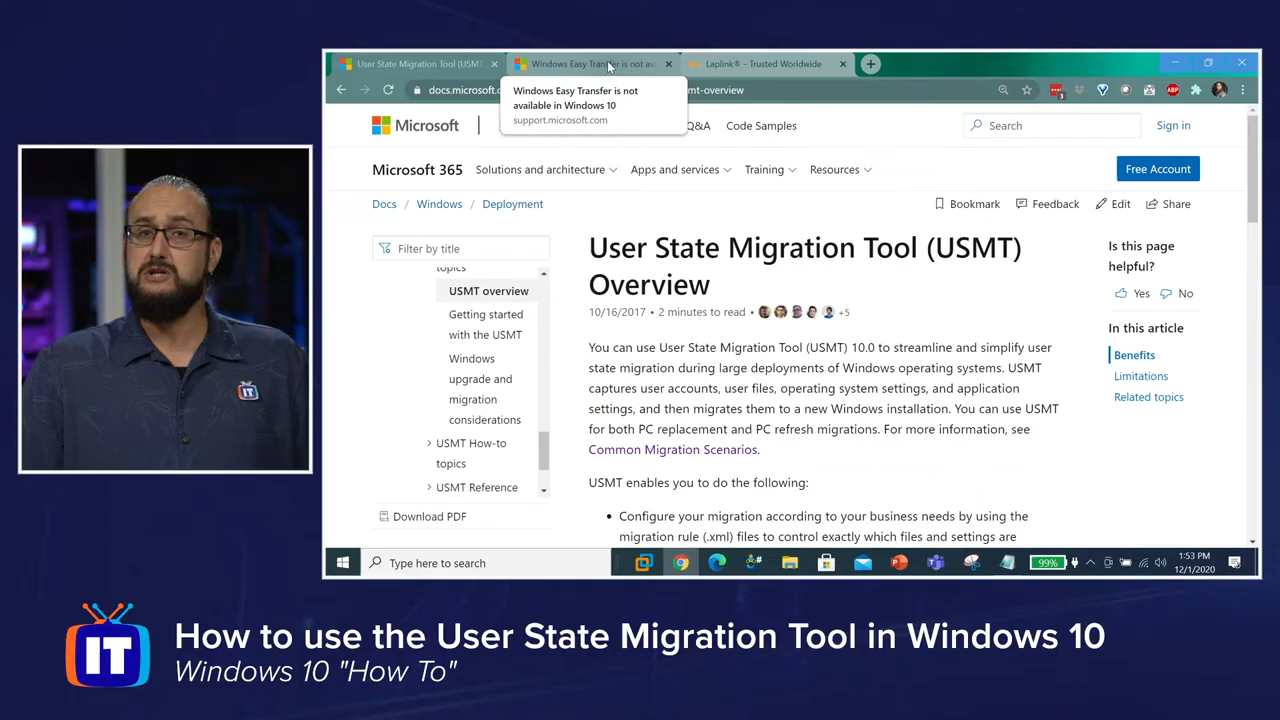 User State Migration Tool (USM
Windows Easy Transfer is not ava
Laplink® - Trusted Worldwide
docs.microsoft.c
mt-overview
Windows Easy Transfer is not
available in Windows 10
support.microsoft.com
ABP
3
Microsoft
Q&A
Code Samples
Search
Sign in
Microsoft 365
Solutions and architecture
Apps and services
Training
Resources
Free Account
Docs / Windows / Deployment
Bookmark
Feedback
Edit
Share
Filter by title
topics
USMT overview
Getting started
with the USMT
Windows
upgrade and
migration
considerations
USMT How-to
topics
USMT Reference
Download PDF
User State Migration Tool (USMT)
Overview
10/16/2017 • 2 minutes to read •
+5
You can use User State Migration Tool (USMT) 10.0 to streamline and simplify user
state migration during large deployments of Windows operating systems. USMT
captures user accounts, user files, operating system settings, and application
settings, and then migrates them to a new Windows installation. You can use USMT
for both PC replacement and PC refresh migrations. For more information, see
Common Migration Scenarios.
USMT enables you to do the following:
• Configure your migration according to your business needs by using the
migration rule (.xml) files to control exactly which files and settings are
Is this page
helpful?
Yes
No
In this article
Benefits
Limitations
Related topics
Type here to search
99%
1:53 PM
12/1/2020
IT
IT
How to use the User State Migration Tool in Windows 10
Windows 10 "How To"